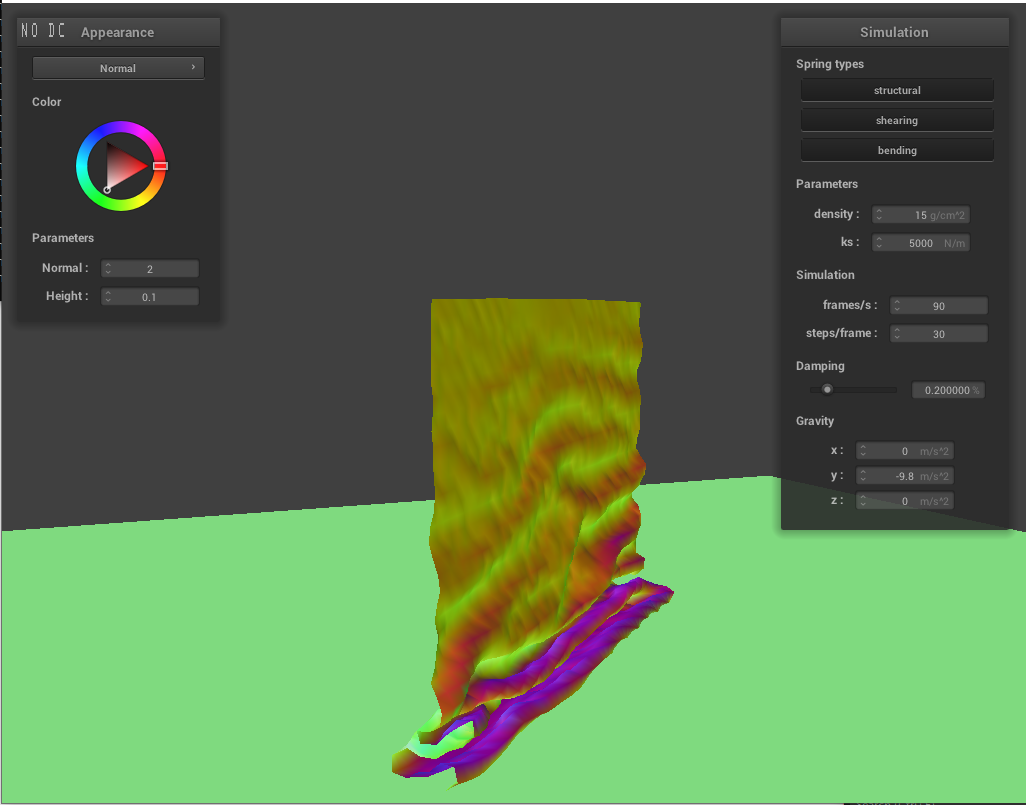 NO DC
Appearance
Normal
Color
Parameters
Normal : 2
Height : 0.1
Simulation
Spring types
structural
shearing
bending
Parameters
density : 15 g/cm^2
ks : 5000 N/m
Simulation
frames/s : 90
steps/frame : 30
Damping
0.200000 %
Gravity
x : 0 m/s^2
y : -9.8 m/s^2
z : 0 m/s^2